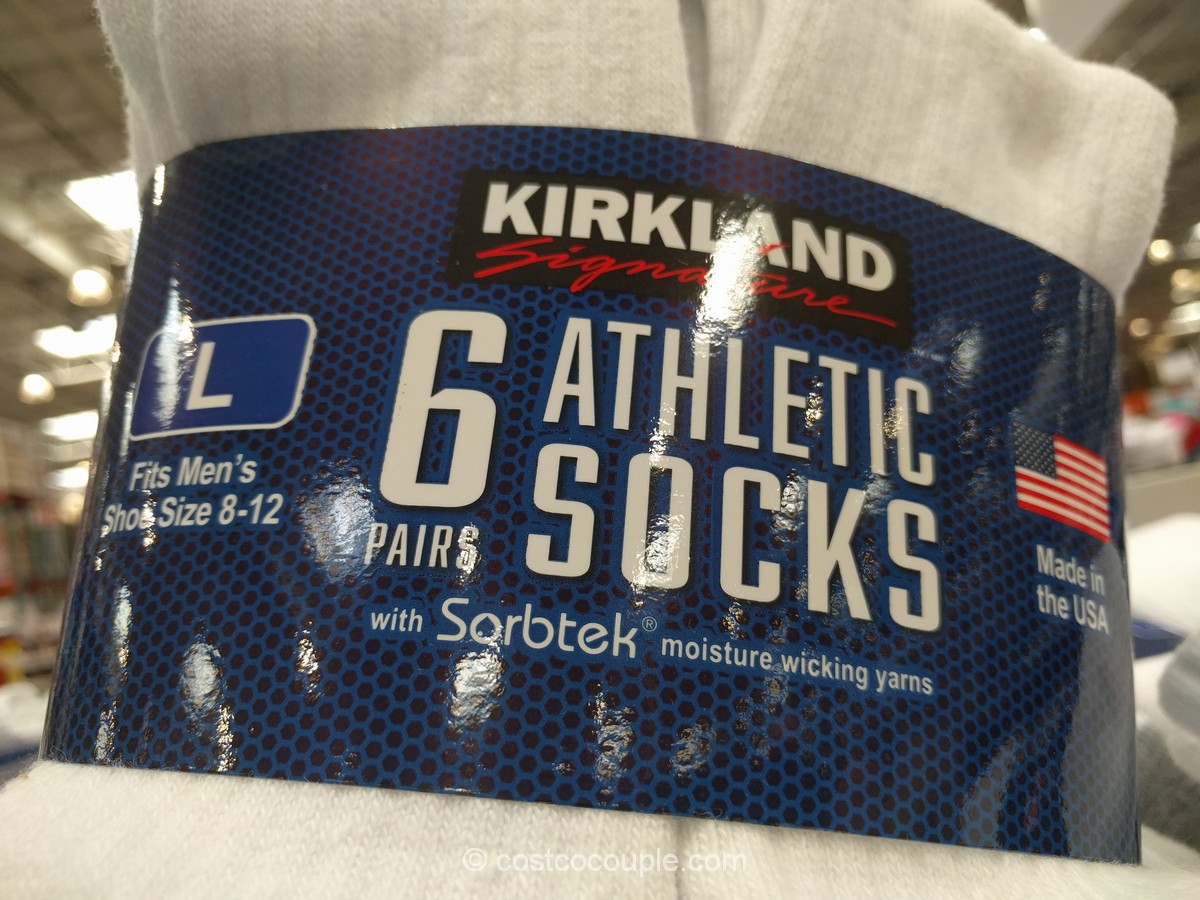 KIRKLAND
Signature
L
Fits Men's
Shoe Size 8-12
6
PAIRS
ATHLETIC
SOCKS
with Sorbtek® moisture wicking yarns
Made in
the USA
© costcocouple.com